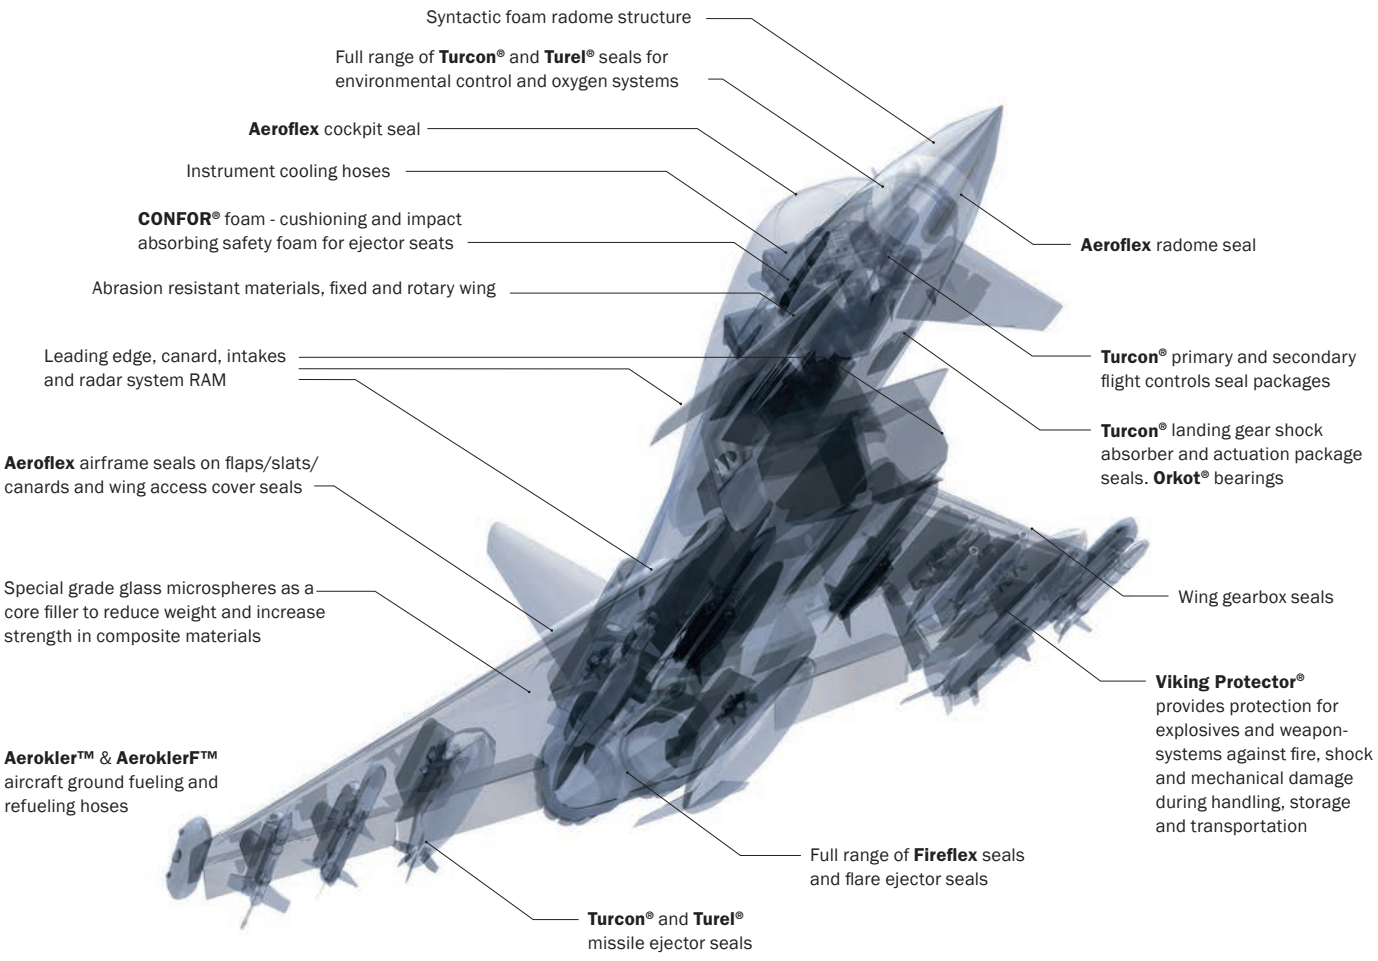 Syntactic foam radome structure
Full range of Turcon® and Turel® seals for
environmental control and oxygen systems
Aeroflex cockpit seal
Instrument cooling hoses
CONFOR® foam - cushioning and impact
absorbing safety foam for ejector seats
Abrasion resistant materials, fixed and rotary wing
Leading edge, canard, intakes
and radar system RAM
Aeroflex airframe seals on flaps/slats/
canards and wing access cover seals
Special grade glass microspheres as a
core filler to reduce weight and increase
strength in composite materials
Aerokler™ & AeroklerF™
aircraft ground fueling and
refueling hoses
Aeroflex radome seal
Turcon® primary and secondary
flight controls seal packages
Turcon® landing gear shock
absorber and actuation package
seals. Orkot® bearings
Wing gearbox seals
Viking Protector®
provides protection for
explosives and weapon-
systems against fire, shock
and mechanical damage
during handling, storage
and transportation
Full range of Fireflex seals
and flare ejector seals
Turcon® and Turel®
missile ejector seals